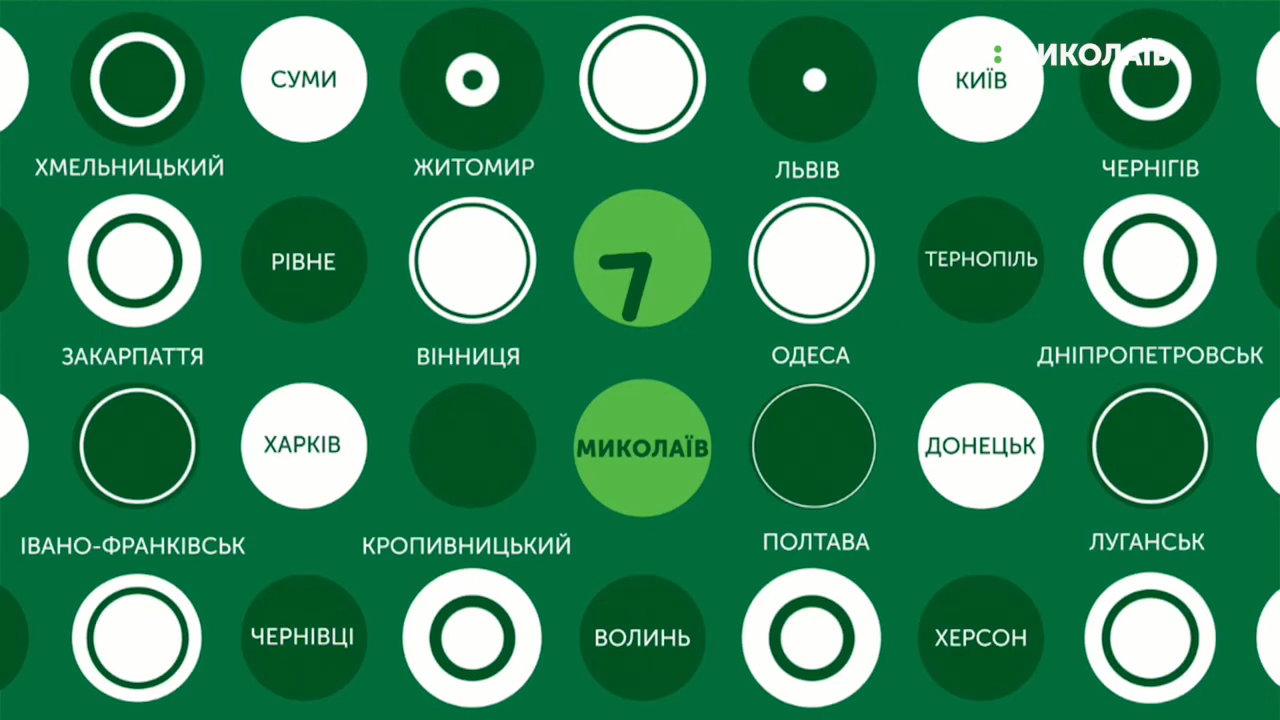 СУМИ
КИЇВ
: МИКОЛАЇВ
ХМЕЛЬНИЦЬКИЙ
ЖИТОМИР
ЛЬВІВ
ЧЕРНІГІВ
РІВНЕ
ТЕРНОПІЛЬ
ЗАКАРПАТТЯ
ВІННИЦЯ
ОДЕСА
ДНІПРОПЕТРОВСЬК
ХАРКІВ
МИКОЛАЇВ
ДОНЕЦЬК
ІВАНО-ФРАНКІВСЬК
КРОПИВНИЦЬКИЙ
ПОЛТАВА
ЛУГАНСЬК
ЧЕРНІВЦІ
ВОЛИНЬ
ХЕРСОН